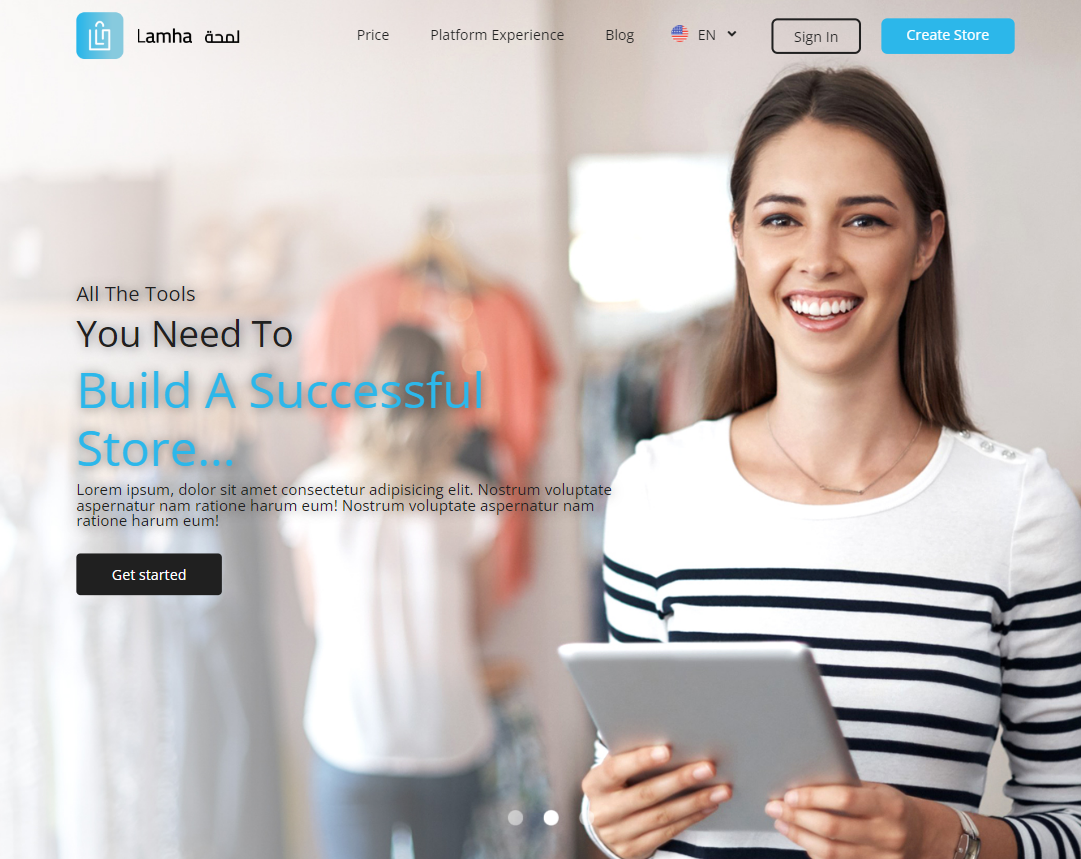 Lamha لمحة
Price
Platform Experience
Blog
EN
Sign In
Create Store
All The Tools
You Need To
Build A Successful
Store...
Lorem ipsum, dolor sit amet consectetur adipisicing elit. Nostrum voluptate
aspernatur nam ratione harum eum! Nostrum voluptate aspernatur nam
ratione harum eum!
Get started